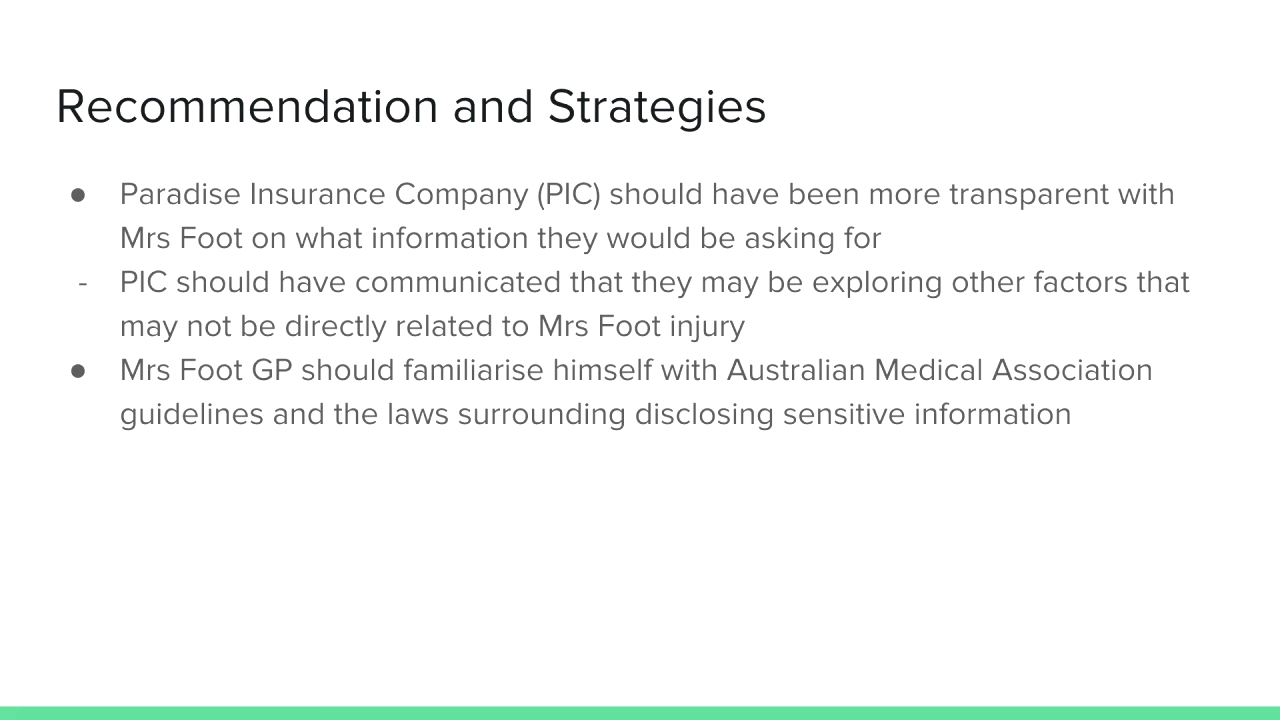 Recommendation and Strategies
● Paradise Insurance Company (PIC) should have been more transparent with
Mrs Foot on what information they would be asking for
- PIC should have communicated that they may be exploring other factors that
may not be directly related to Mrs Foot injury
● Mrs Foot GP should familiarise himself with Australian Medical Association
guidelines and the laws surrounding disclosing sensitive information